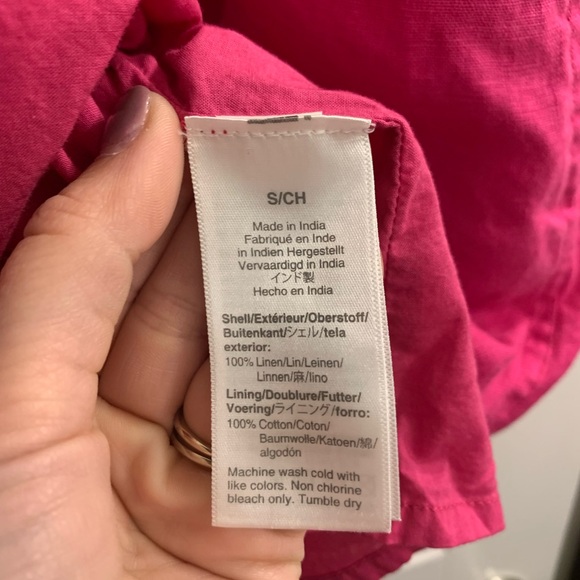 S/CH
Made in India
Fabriqué en Inde
in Indien Hergestellt
Vervaardigd in India
インド製
Hecho en India
Shell/Extérieur/Oberstoff/
Buitenkant/シェル/tela
exterior:
100% Linen/Lin/Leinen/
Linnen/麻/lino
Lining/Doublure/Futter/
Voering/ライニング/forro:
100% Cotton/Coton/
Baumwolle/Katoen/綿/
algodón
Machine wash cold with
like colors. Non chlorine
bleach only. Tumble dry